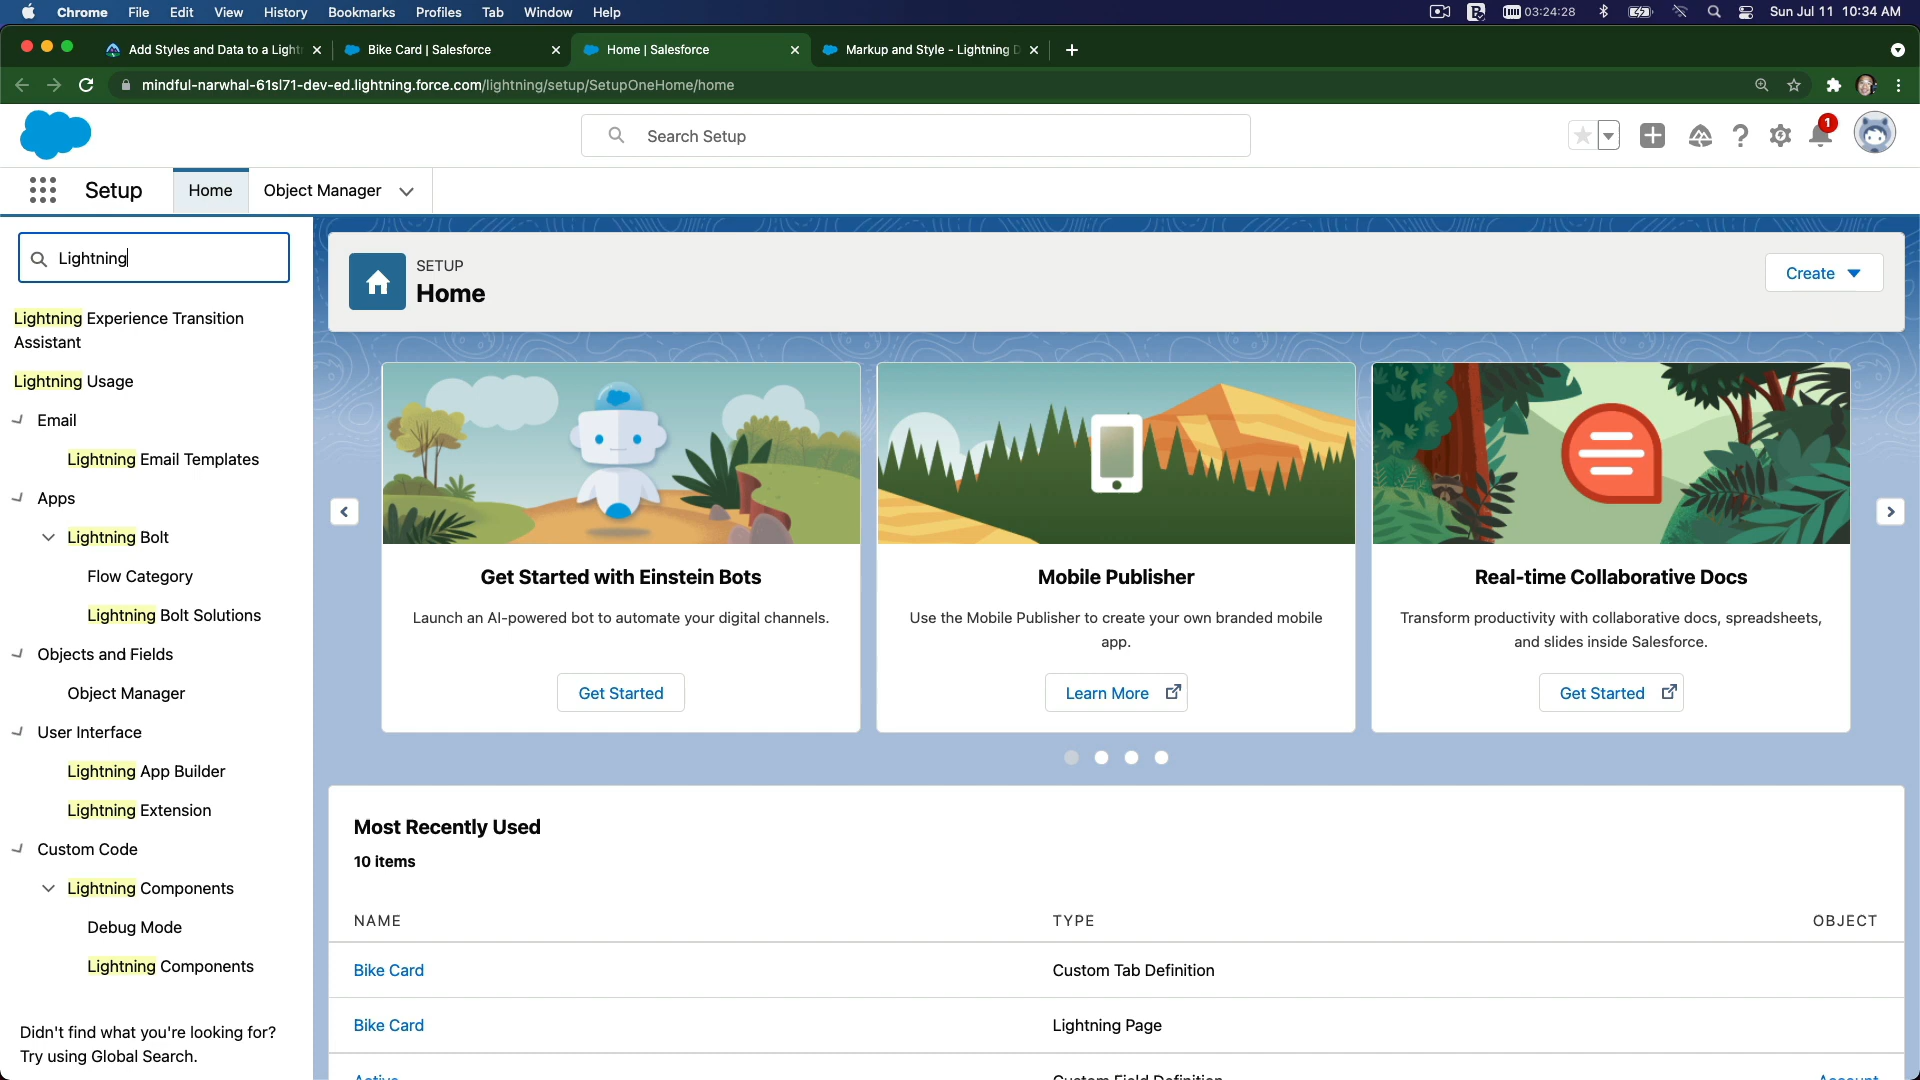 Chrome File Edit View History Bookmarks Profiles Tab Window Help 03:24:28 Sun Jul 11 10:34 AM
Add Styles and Data to a Light Bike Card | Salesforce Home | Salesforce Markup and Style - Lightning D
mindful-narwhal-61sl71-dev-ed.lightning.force.com/lightning/setup/SetupOneHome/home
Search Setup
1
Setup Home Object Manager
Lightning
Lightning Experience Transition
Assistant
Lightning Usage
Email
Lightning Email Templates
Apps
Lightning Bolt
Flow Category
Lightning Bolt Solutions
Objects and Fields
Object Manager
User Interface
Lightning App Builder
Lightning Extension
Custom Code
Lightning Components
Debug Mode
Lightning Components
Didn't find what you're looking for?
Try using Global Search.
SETUP
Home
Create
Get Started with Einstein Bots
Launch an AI-powered bot to automate your digital channels.
Get Started
Mobile Publisher
Use the Mobile Publisher to create your own branded mobile
app.
Learn More
Real-time Collaborative Docs
Transform productivity with collaborative docs, spreadsheets,
and slides inside Salesforce.
Get Started
Most Recently Used
10 items
NAME TYPE OBJECT
Bike Card Custom Tab Definition
Bike Card Lightning Page
Active Custom Field Definition Account